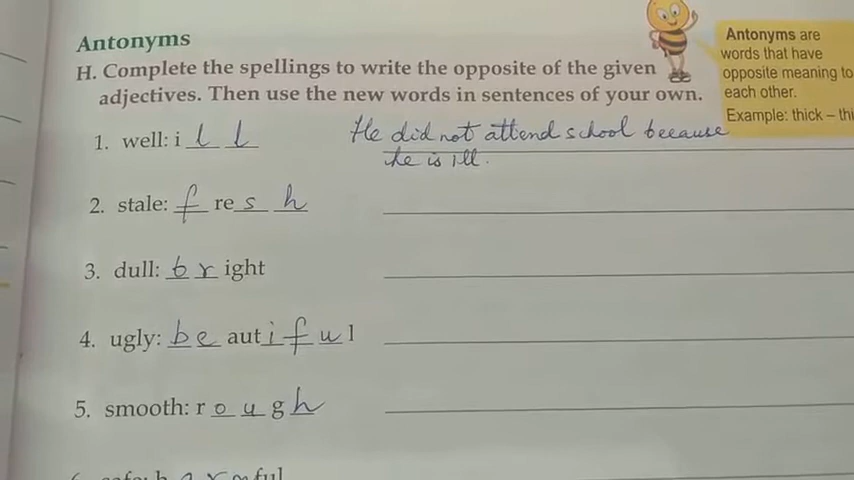 Antonyms
H. Complete the spellings to write the opposite of the given
adjectives. Then use the new words in sentences of your own.
Antonyms are
words that have
opposite meaning to
each other.
Example: thick – thi
1. well: i l l
He did not attend school because
he is ill.
2. stale: f res h
3. dull: b r ight
4. ugly: be aut i f u l
5. smooth: r o u g h